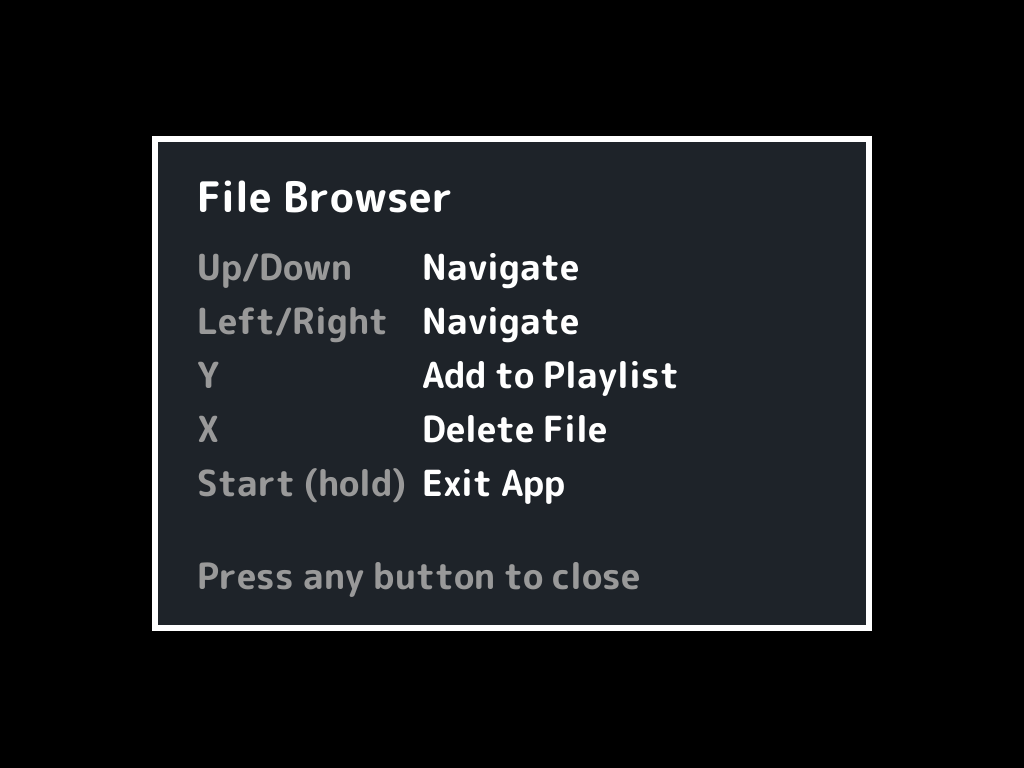 File Browser
Up/Down Navigate
Left/Right Navigate
Y Add to Playlist
X Delete File
Start (hold) Exit App
Press any button to close